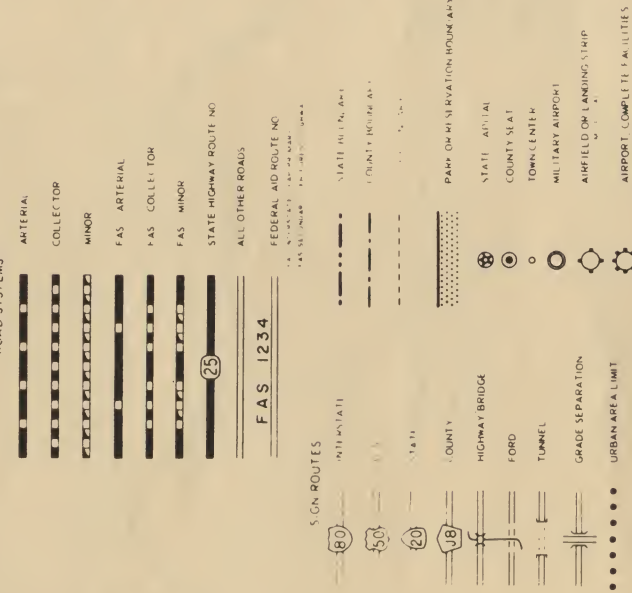 ROAD SYSTEMS
ARTERIAL
COLLECTOR
MINOR
FAS ARTERIAL
FAS COLLECTOR
FAS MINOR
25
STATE HIGHWAY ROUTE NO
ALL OTHER ROADS
FAS 1234
FEDERAL AID ROUTE NO
SIGN ROUTES
80
INTERSTATE
50
U S
20
STATE
J8
COUNTY
HIGHWAY BRIDGE
FORD
TUNNEL
GRADE SEPARATION
URBAN AREA LIMIT
STATE BOUNDARY
COUNTY BOUNDARY
PARK OR RESERVATION BOUNDARY
STATE CAPITAL
COUNTY SEAT
TOWN CENTER
MILITARY AIRPORT
AIRFIELD OR LANDING STRIP
AIRPORT, COMPLETE FACILITIES